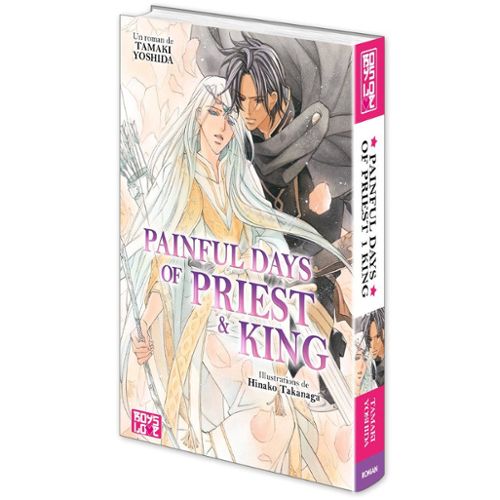 Un roman de
TAMAKI
YOSHIDA
PAINFUL DAYS
OF PRIEST
& KING
Illustrations de
Hinako Takanaga
BOYS
LOVE
★ PAINFUL DAYS ★
OF PRIEST & KING
TAMAKI
YOSHIDA
ROMAN